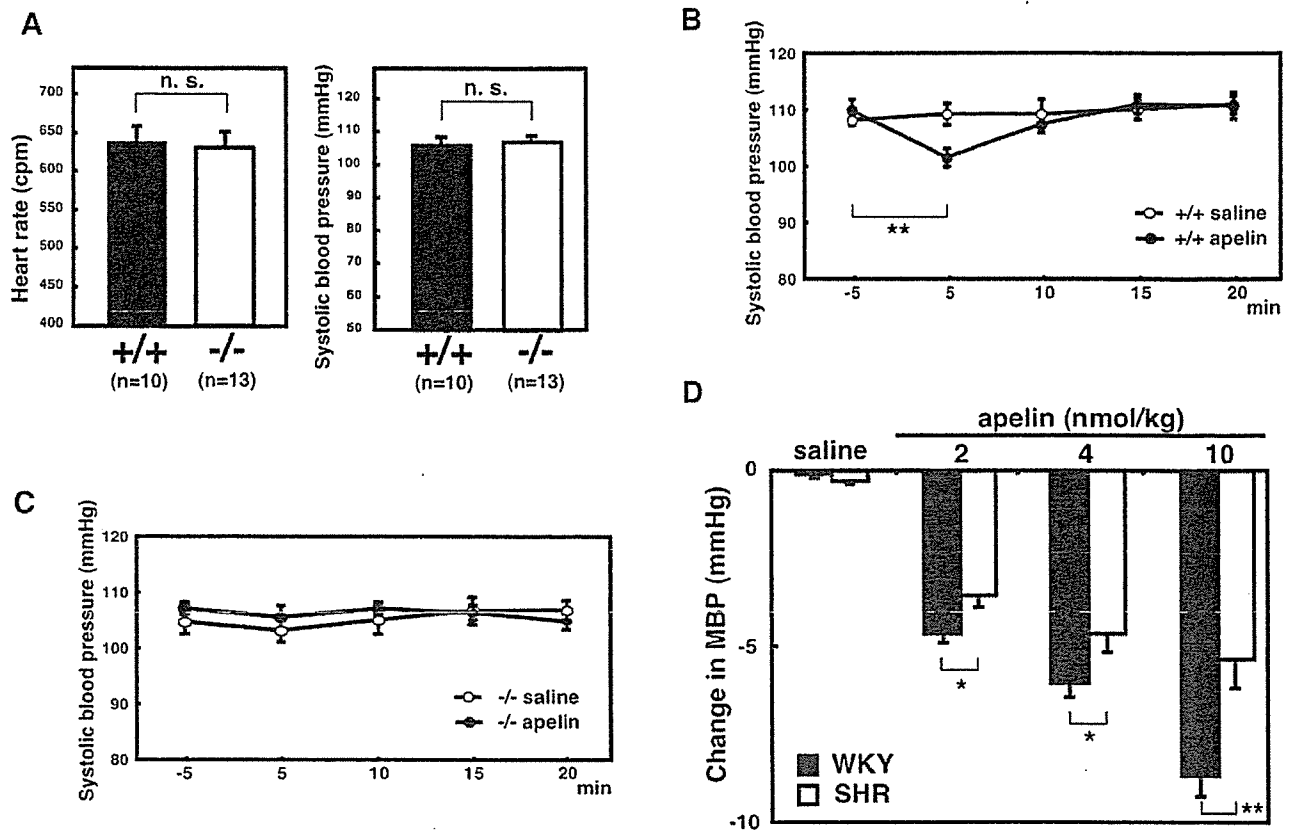 A
n. s.
700
650
600
550
500
450
400
Heart rate (cpm)
+/+
-/-
(n=10)
(n=13)
n. s.
120
110
100
90
80
70
60
50
Systolic blood pressure (mmHg)
+/+
-/-
(n=10)
(n=13)
B
120
110
100
90
80
Systolic blood pressure (mmHg)
**
+/+ saline
+/+ apelin
-5
5
10
15
20
min
C
120
110
100
90
80
Systolic blood pressure (mmHg)
-/- saline
-/- apelin
-5
5
10
15
20
min
D
apelin (nmol/kg)
saline
2
4
10
0
-5
-10
Change in MBP (mmHg)
*
*
**
WKY
SHR